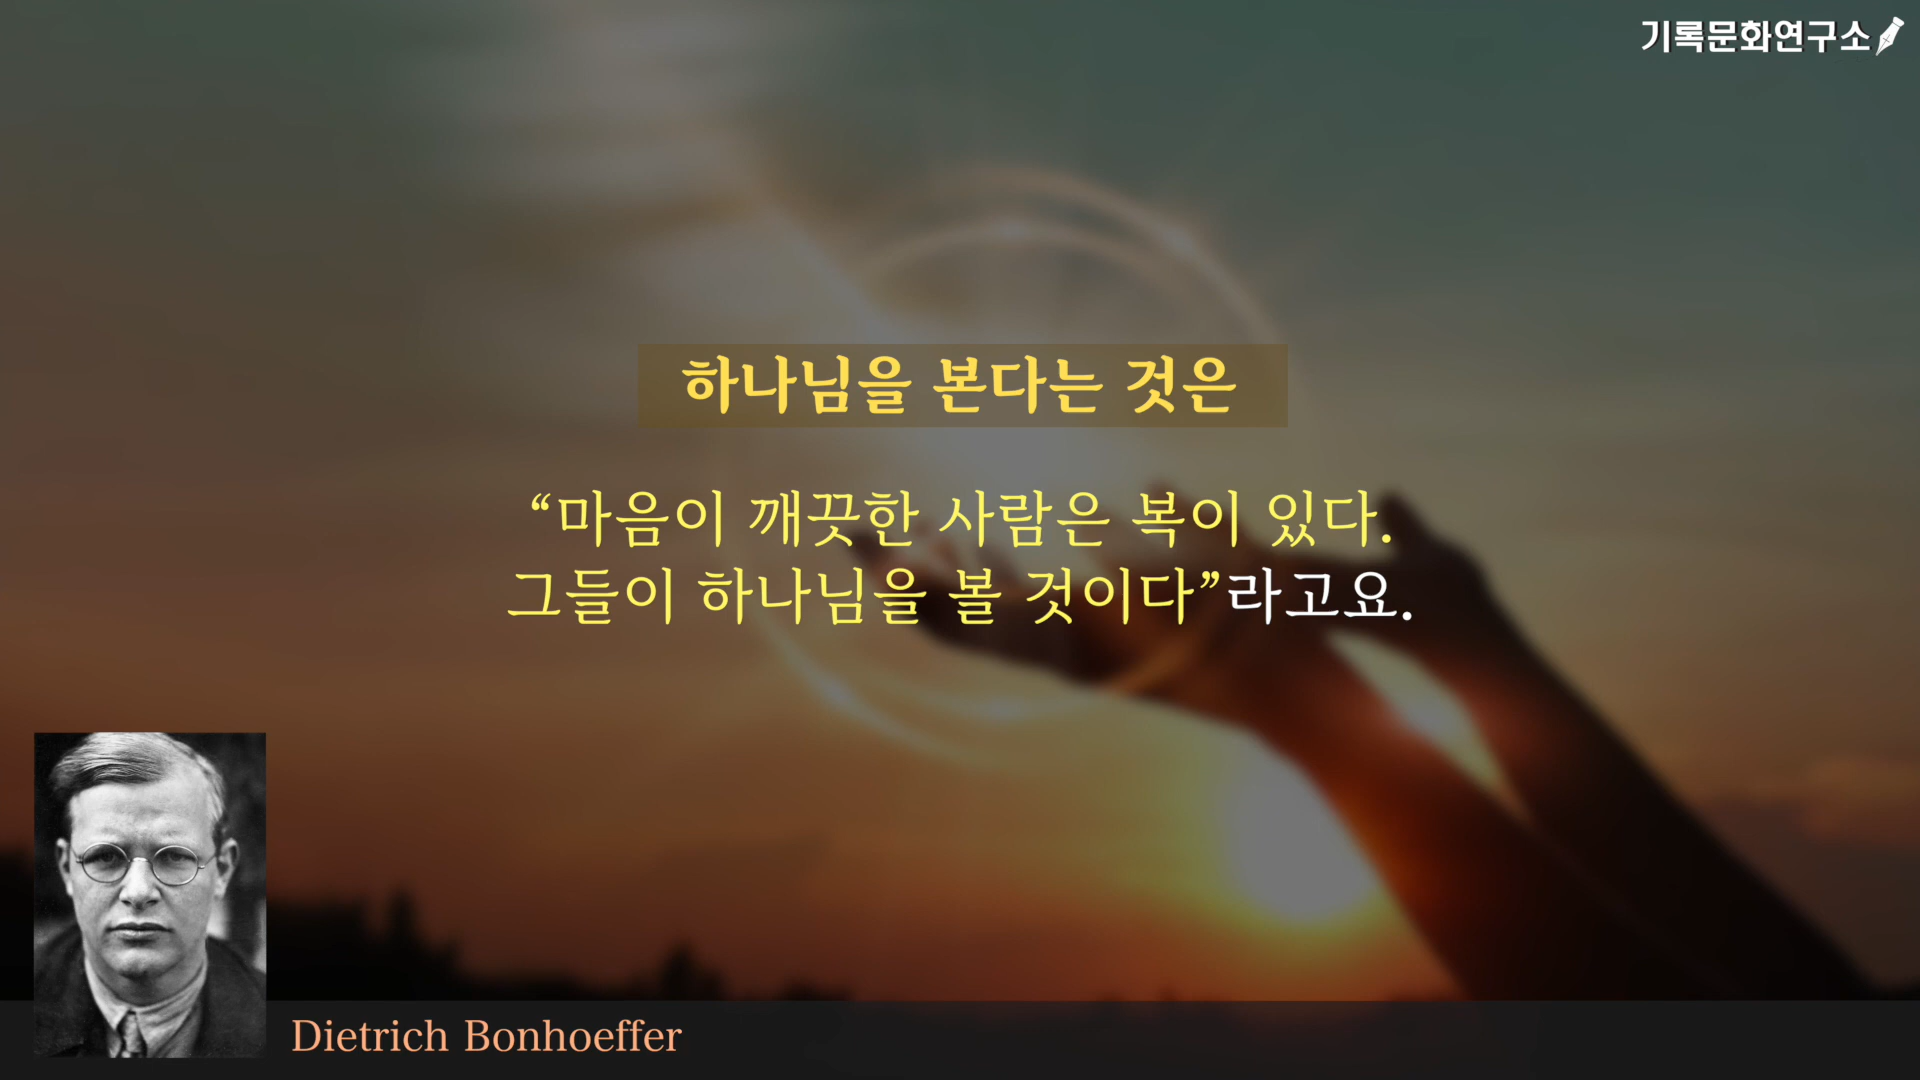 기록문화연구소
하나님을 본다는 것은
“마음이 깨끗한 사람은 복이 있다.
그들이 하나님을 볼 것이다”라고요.
Dietrich Bonhoeffer